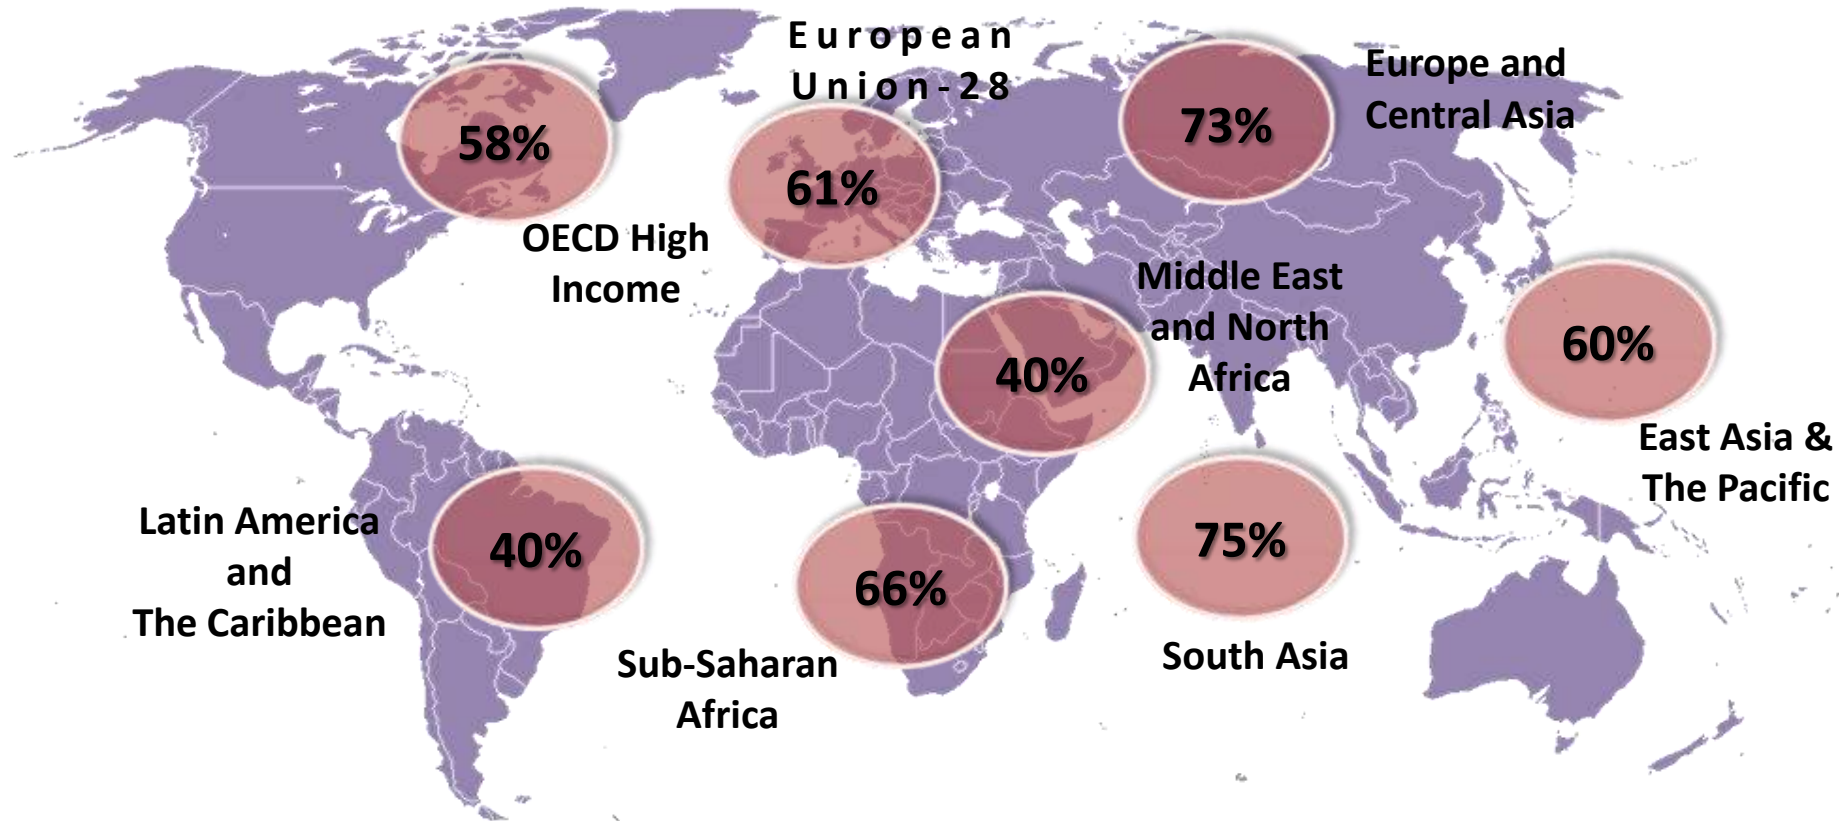 European
Union-28
Europe and
Central Asia
58%
73%
61%
OECD High
Income
Middle East
and North
Africa
40%
60%
East Asia &
The Pacific
Latin America
and
The Caribbean
40%
66%
75%
Sub-Saharan
Africa
South Asia